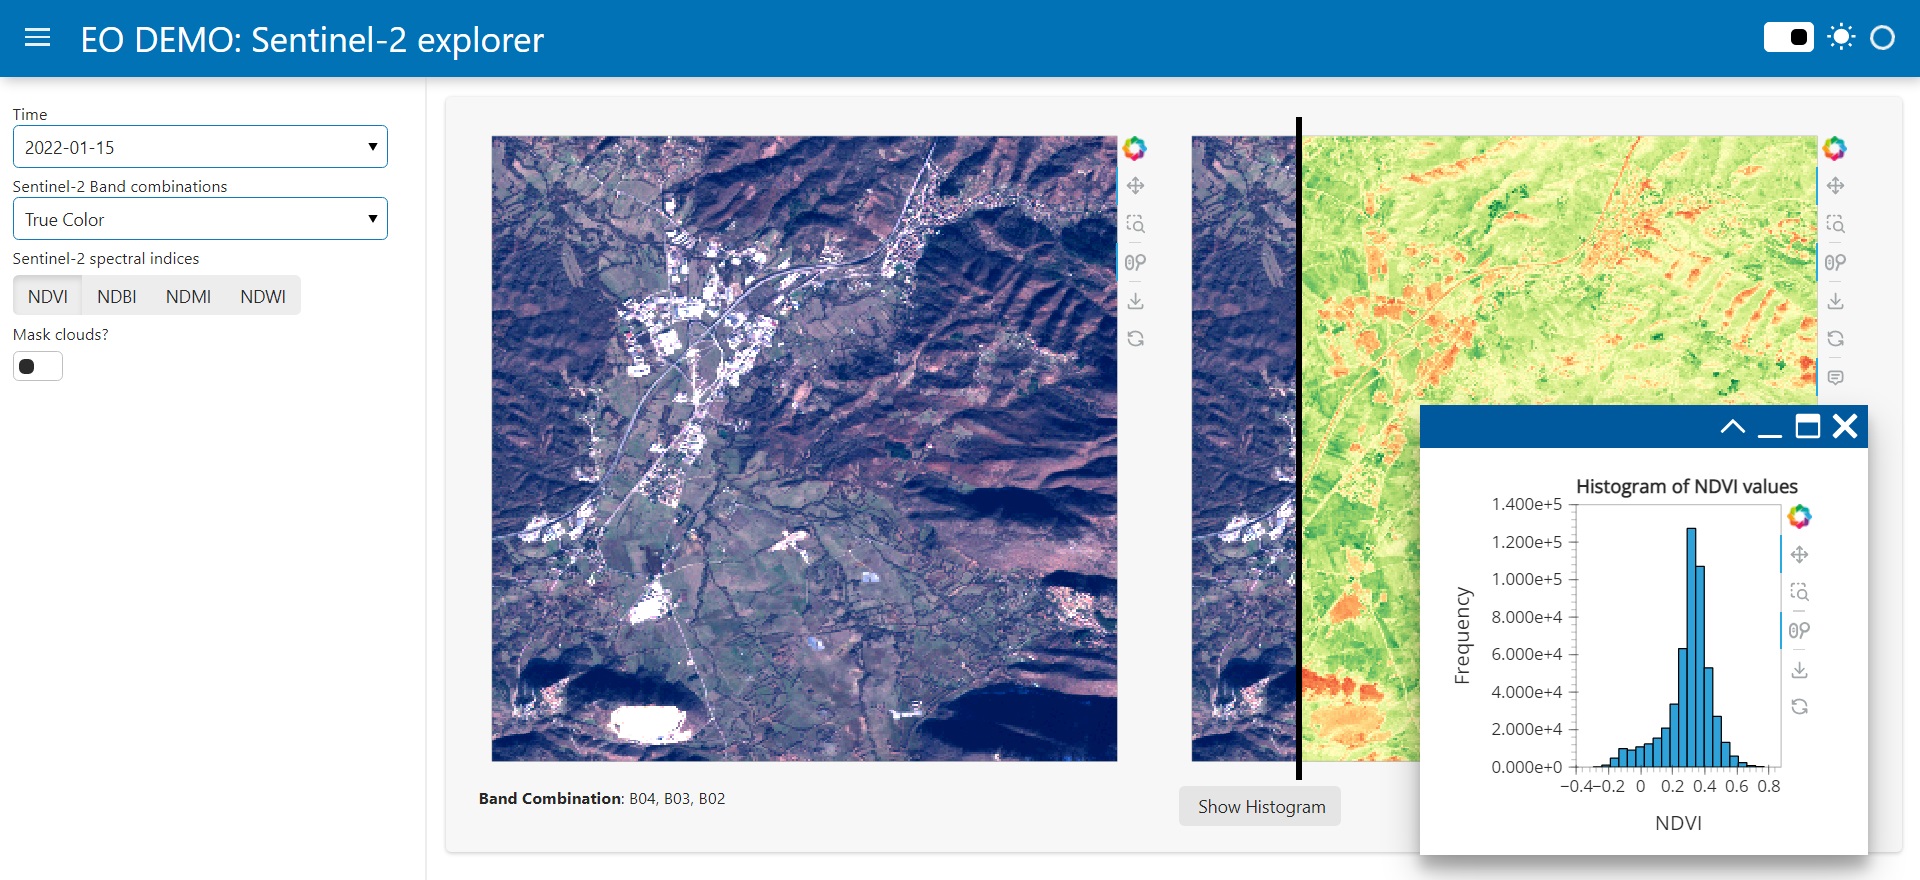 EO DEMO: Sentinel-2 explorer
Time
2022-01-15
Sentinel-2 Band combinations
True Color
Sentinel-2 spectral indices
NDVI NDBI NDMI NDWI
Mask clouds?
Band Combination: B04, B03, B02
Show Histogram
Histogram of NDVI values
1.400e+5
1.200e+5
1.000e+5
8.000e+4
6.000e+4
4.000e+4
2.000e+4
0.000e+0
Frequency
−0.4 −0.2 0 0.2 0.4 0.6 0.8
NDVI